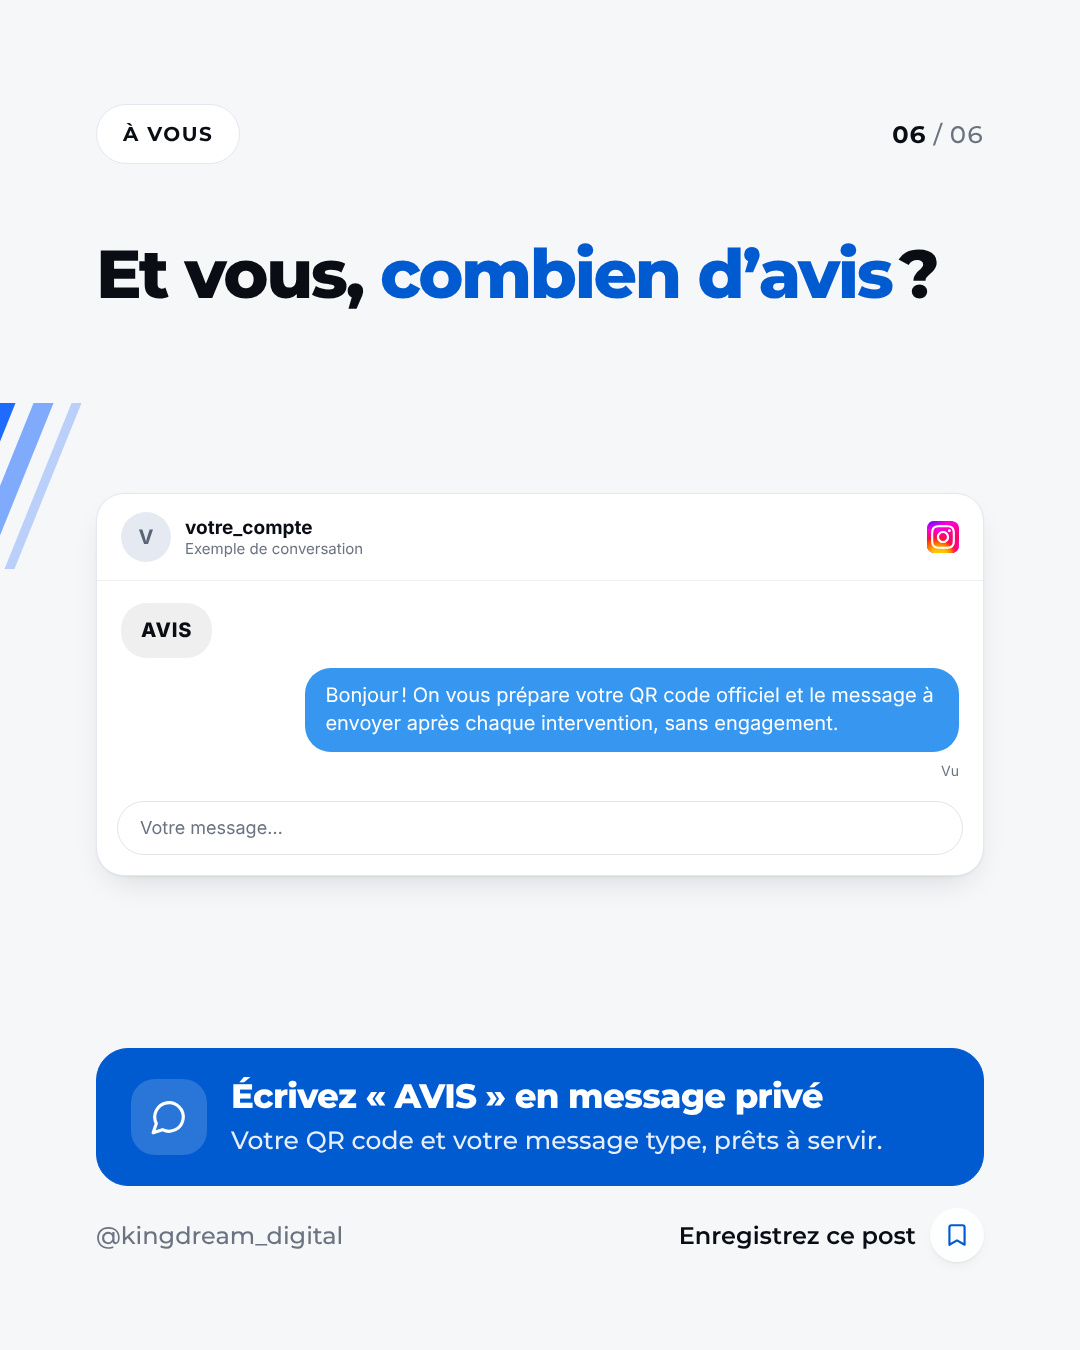 À VOUS
06 / 06
Et vous, combien d’avis ?
V
votre_compte
Exemple de conversation
AVIS
Bonjour ! On vous prépare votre QR code officiel et le message à
envoyer après chaque intervention, sans engagement.
Vu
Votre message...
Écrivez « AVIS » en message privé
Votre QR code et votre message type, prêts à servir.
@kingdream_digital
Enregistrez ce post